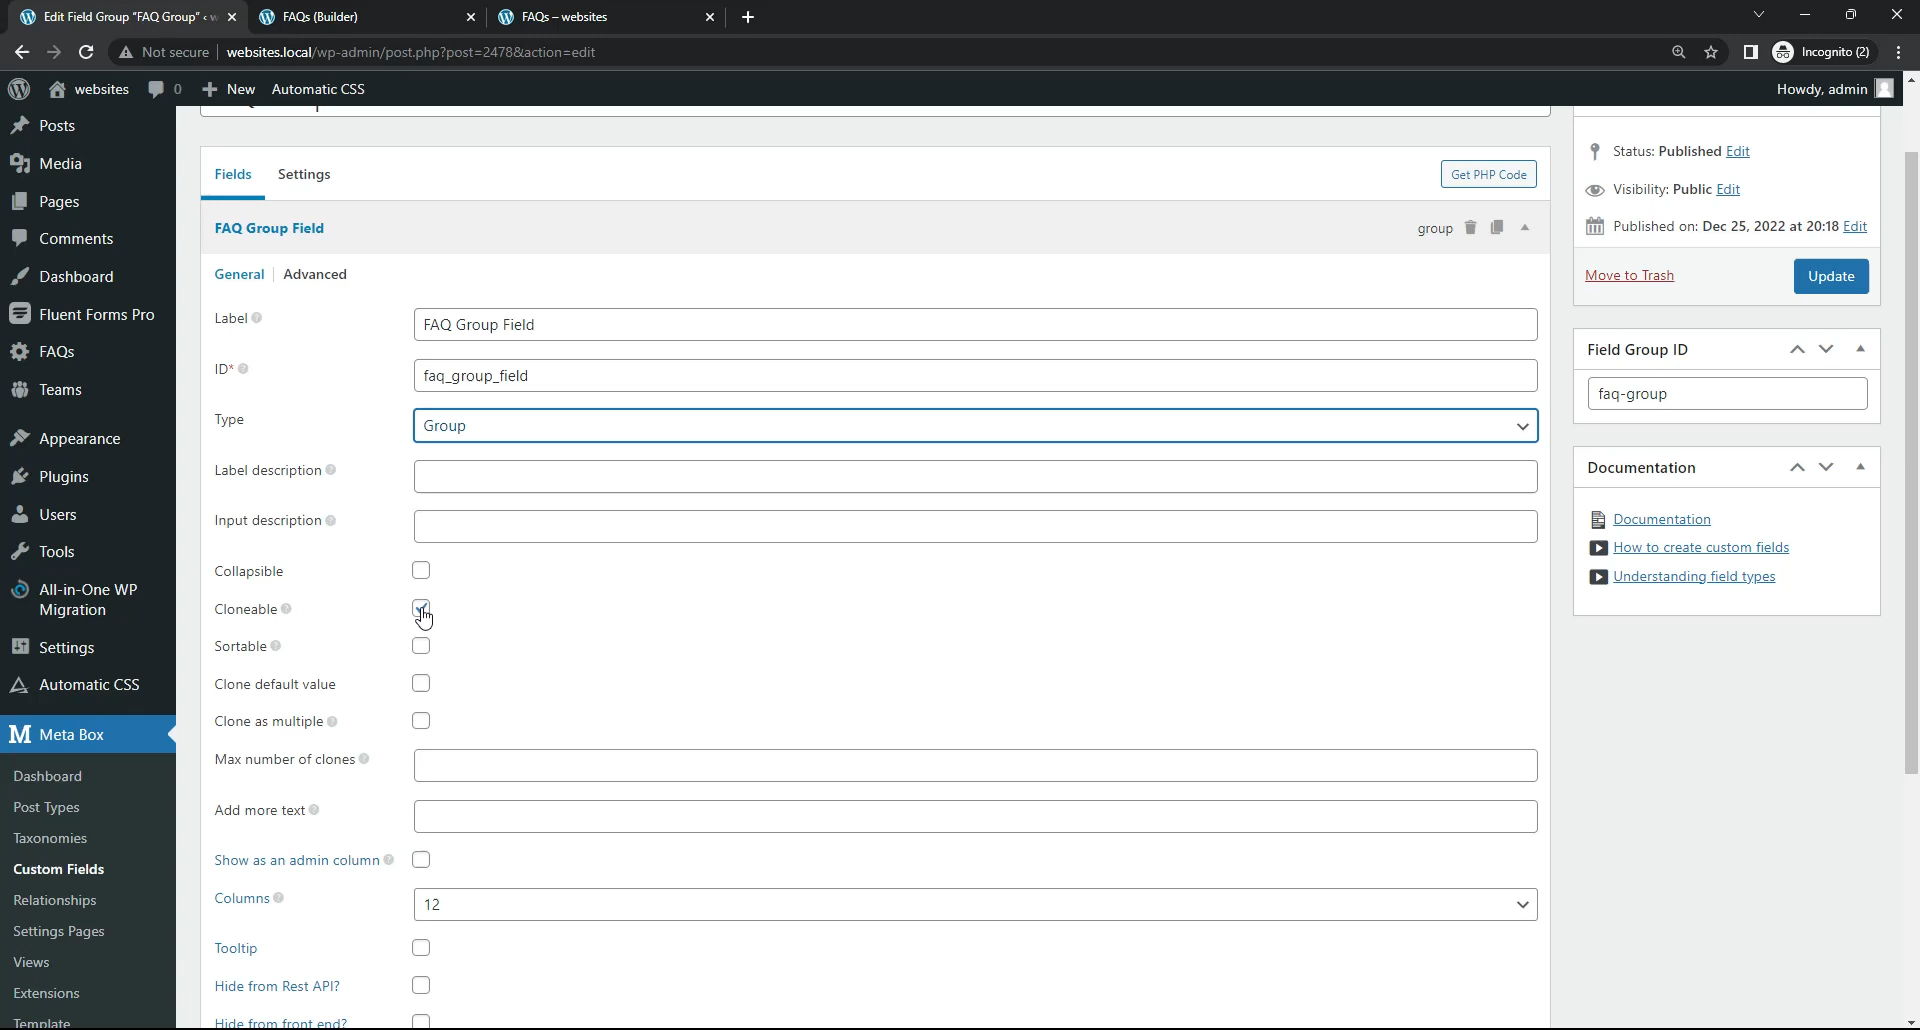 Edit Field Group "FAQ Group" ‹ w
FAQs (Builder)
FAQs – websites
Not secure
websites.local/wp-admin/post.php?post=2478&action=edit
Incognito (2)
websites
0
New
Automatic CSS
Howdy, admin
Posts
Media
Pages
Comments
Dashboard
Fluent Forms Pro
FAQs
Teams
Appearance
Plugins
Users
Tools
All-in-One WP
Migration
Settings
Automatic CSS
Meta Box
Dashboard
Post Types
Taxonomies
Custom Fields
Relationships
Settings Pages
Views
Extensions
Template
Fields
Settings
Get PHP Code
FAQ Group Field
group
General
Advanced
Label
FAQ Group Field
ID*
faq_group_field
Type
Group
Label description
Input description
Collapsible
Cloneable
Sortable
Clone default value
Clone as multiple
Max number of clones
Add more text
Show as an admin column
Columns
12
Tooltip
Hide from Rest API?
Hide from front end?
Status: Published Edit
Visibility: Public Edit
Published on: Dec 25, 2022 at 20:18 Edit
Move to Trash
Update
Field Group ID
faq-group
Documentation
Documentation
How to create custom fields
Understanding field types